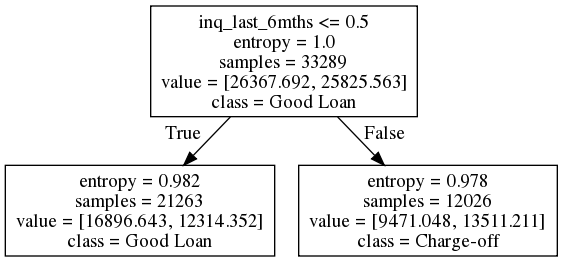 inq_last_6mths <= 0.5
entropy = 1.0
samples = 33289
value = [26367.692, 25825.563]
class = Good Loan
True
False
entropy = 0.982
samples = 21263
value = [16896.643, 12314.352]
class = Good Loan
entropy = 0.978
samples = 12026
value = [9471.048, 13511.211]
class = Charge-off